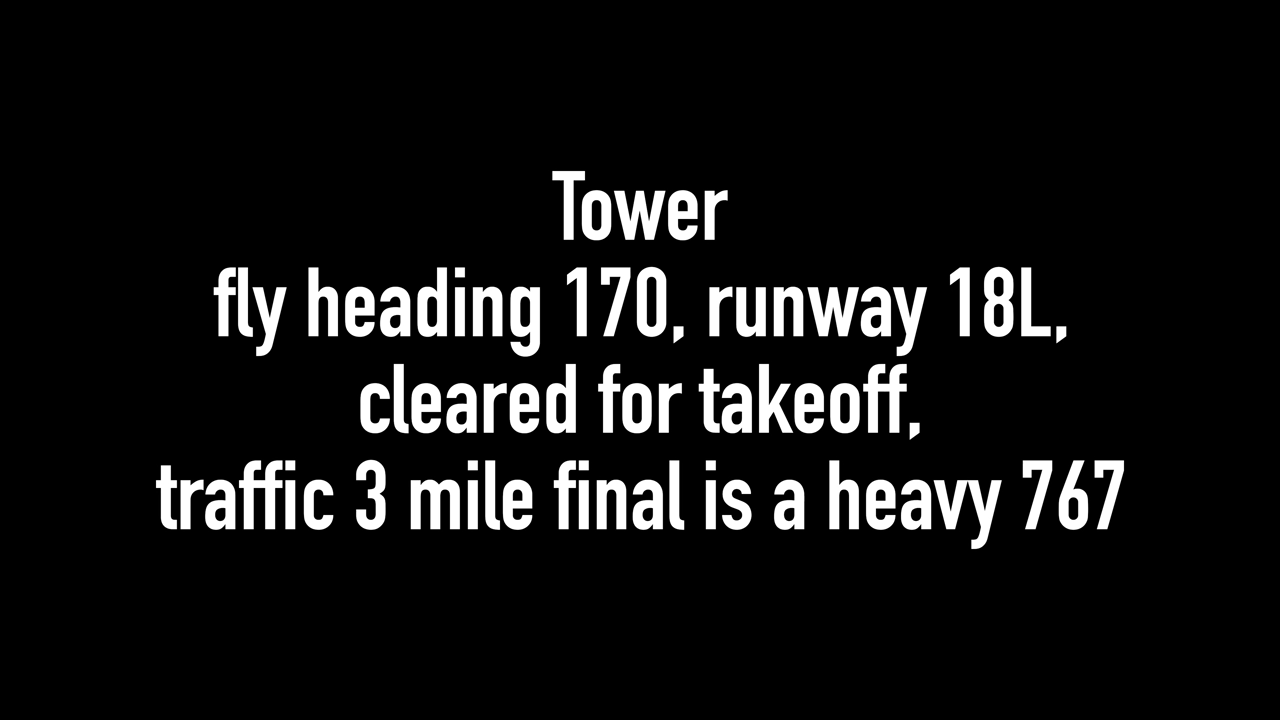 Tower
fly heading 170, runway 18L,
cleared for takeoff,
traffic 3 mile final is a heavy 767